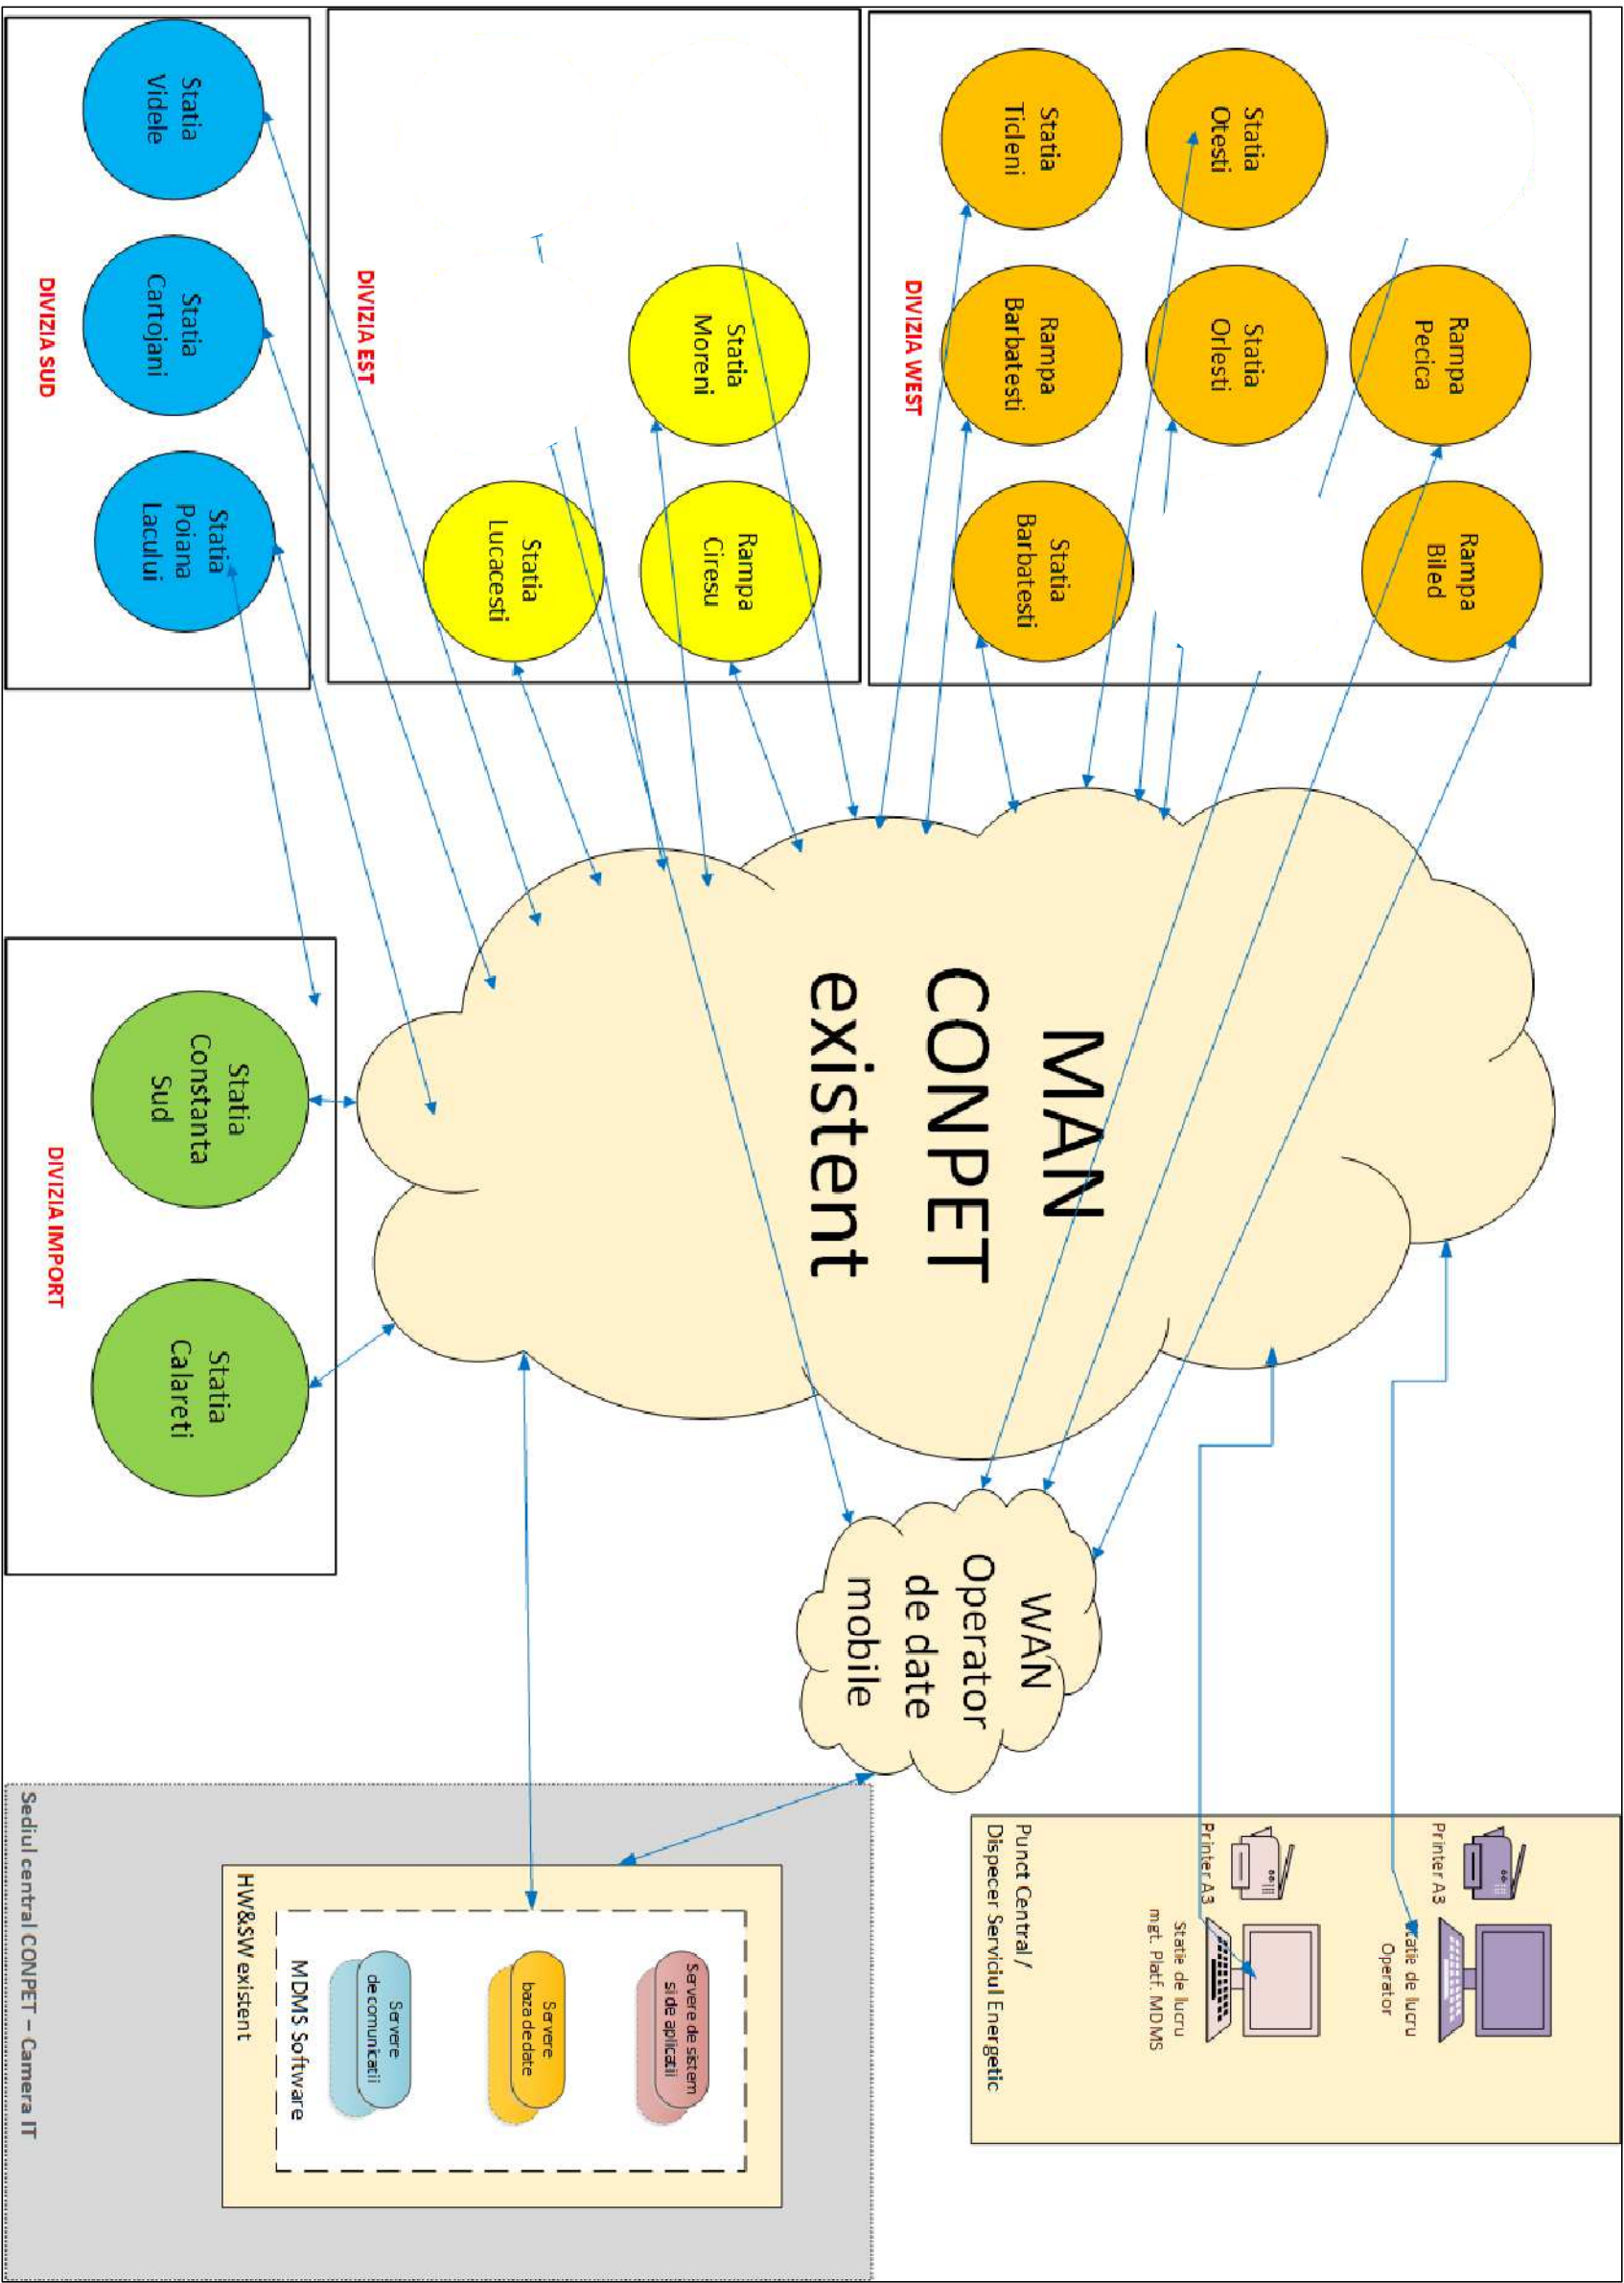 Rampa
Pecica
Rampa
Biled
Statia
Otesti
Statia
Orlesti
Statia
Ticleni
Rampa
Barbatesti
Statia
Barbatesti
DIVIZIA WEST
Statia
Moreni
Rampa
Ciresu
Statia
Lucacesti
DIVIZIA EST
Statia
Videle
Statia
Cartojani
Statia
Poiana
Lacului
DIVIZIA SUD
MAN
CONPET
existent
Statia
Constanta
Sud
Statia
Calareti
DIVIZIA IMPORT
WAN
Operator
de date
mobile
Printer A3
Statie de lucru
Operator
Printer A3
Statie de lucru
mgt. Platf. MDMS
Punct Central /
Dispecer Serviciul Energetic
Servere de sistem
si de aplicatii
Servere
baza de date
Servere
de comunicatii
MDMS Software
HW&SW existent
Sediul central CONPET – Camera IT